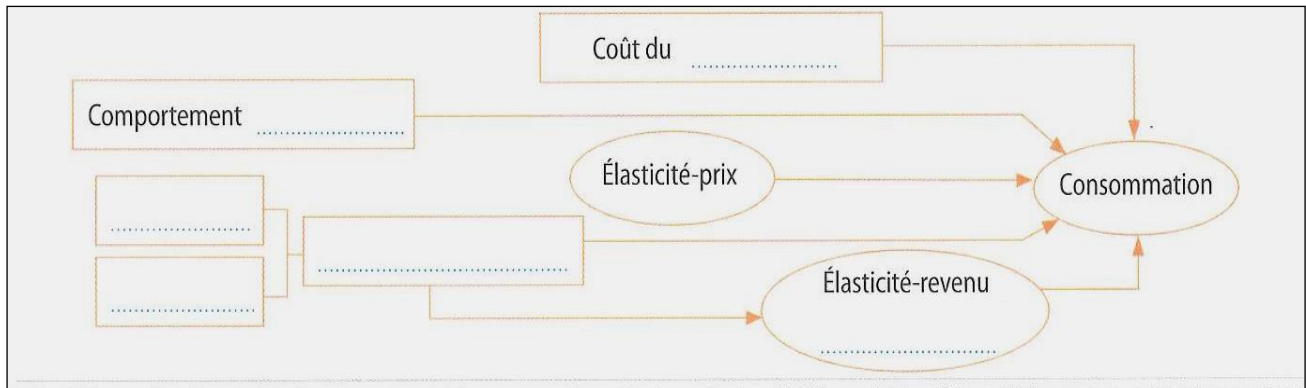 Coût du ........................
Comportement ........................
Élasticité-prix
Consommation
........................
........................................
........................
Élasticité-revenu
.............................